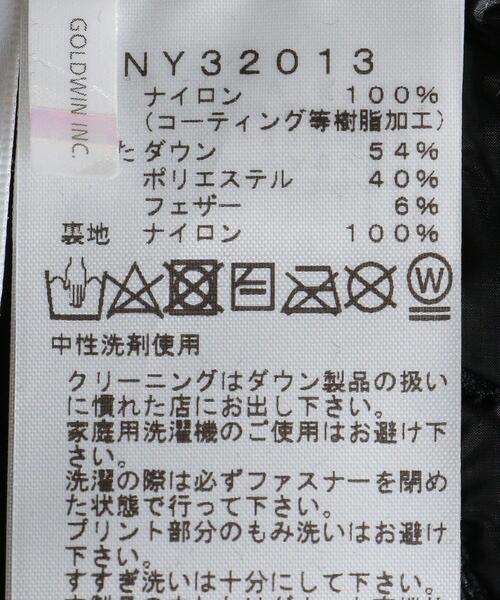 GOLDWIN INC.
NY32013
ナイロン 100%
(コーティング等樹脂加工)
た ダウン 54%
ポリエステル 40%
フェザー 6%
裏地 ナイロン 100%
W
中性洗剤使用
クリーニングはダウン製品の扱い
に慣れた店にお出し下さい。
家庭用洗濯機のご使用はお避け下
さい。
洗濯の際は必ずファスナーを閉め
た状態で行って下さい。
プリント部分のもみ洗いはお避け
下さい。
すすぎ洗いは十分にして下さい。